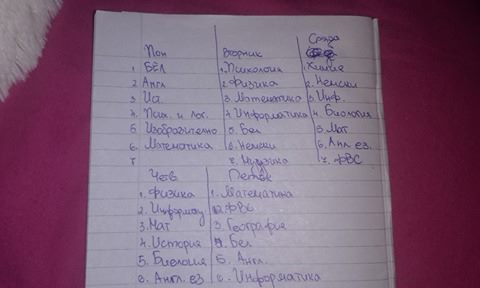 Пон Вторник Сряда
1. БЕЛ 1. Психология 1. Химия
2. Англ 2. Физика 2. Немски
3. 3. Математика 3. Инф.
4. Псих. и Лог. 4. Информатика 4. Биология
5. Изобразително 5. Бел 5. Мат
6. Математика 6. Немски 6. Англ. ез.
7 7. Музика 7. ФВС
Четв Петък
1. Физика 1. Математика
2. 2. ФВС
3. Мат 3. География
4. История 4. Бел
5. Биология 5. Англ.
6. Англ. ез 6. Информатика